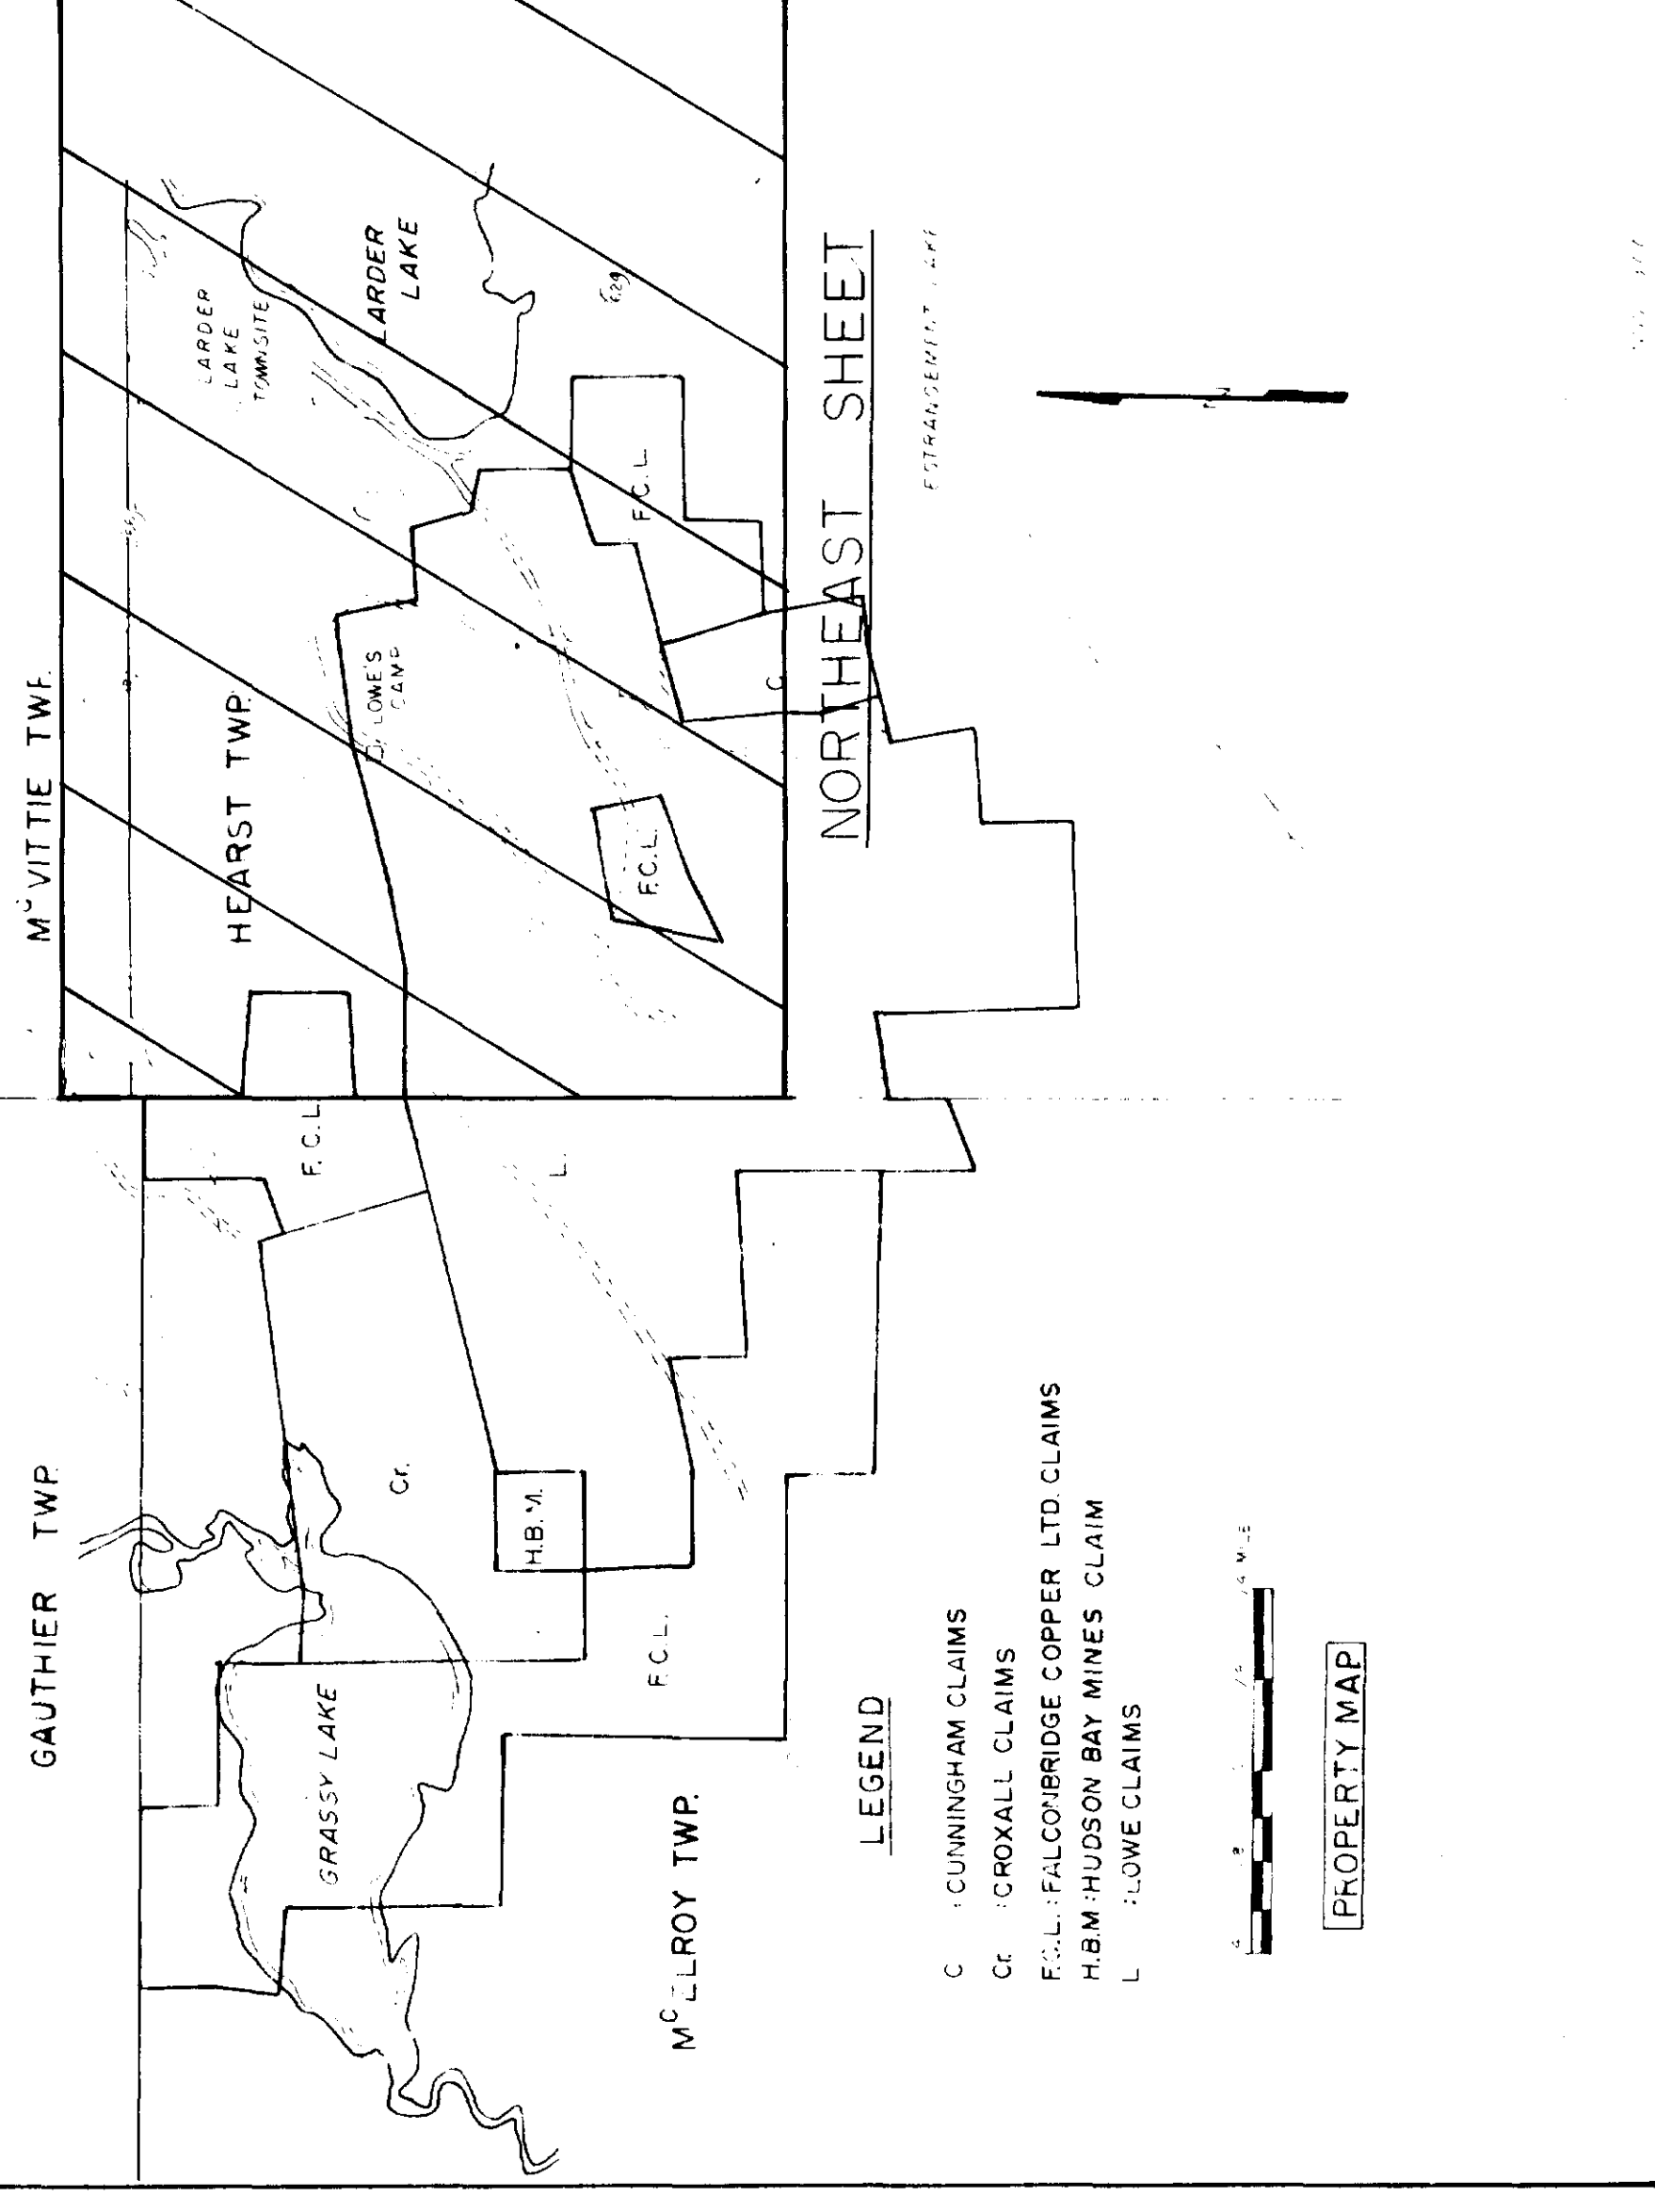 GAUTHIER TWP.
McVITTIE TWP.
HEARST TWP.
LARDER
LAKE
TOWNSITE
LARDER
LAKE
LOWE'S
CAMP
F.C.L.
F.C.L.
F.C.L.
C
L.
Cr.
H.B.M.
F.C.L.
GRASSY LAKE
McELROY TWP.
NORTHEAST SHEET
LEGEND
C : CUNNINGHAM CLAIMS
Cr. : CROXALL CLAIMS
F.C.L. : FALCONBRIDGE COPPER LTD. CLAIMS
H.B.M : HUDSON BAY MINES CLAIM
L : LOWE CLAIMS
PROPERTY MAP